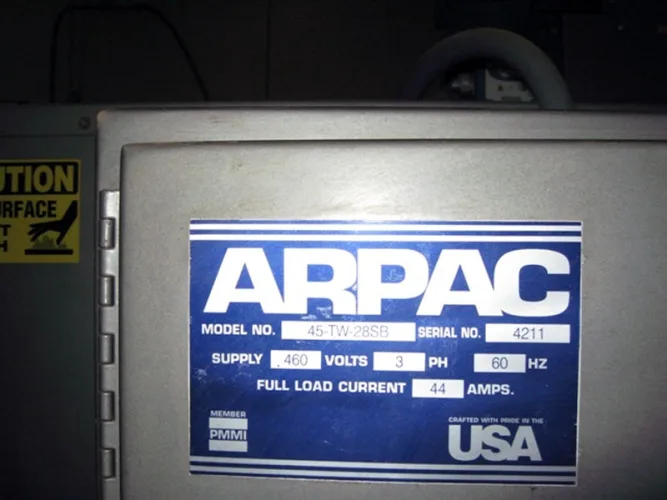 UTION
URFACE
T
H
ARPAC
MODEL NO. 45-TW-28SB SERIAL NO. 4211
SUPPLY 460 VOLTS 3 PH 60 HZ
FULL LOAD CURRENT 44 AMPS.
MEMBER
PMMI
CRAFTED WITH PRIDE IN THE
USA